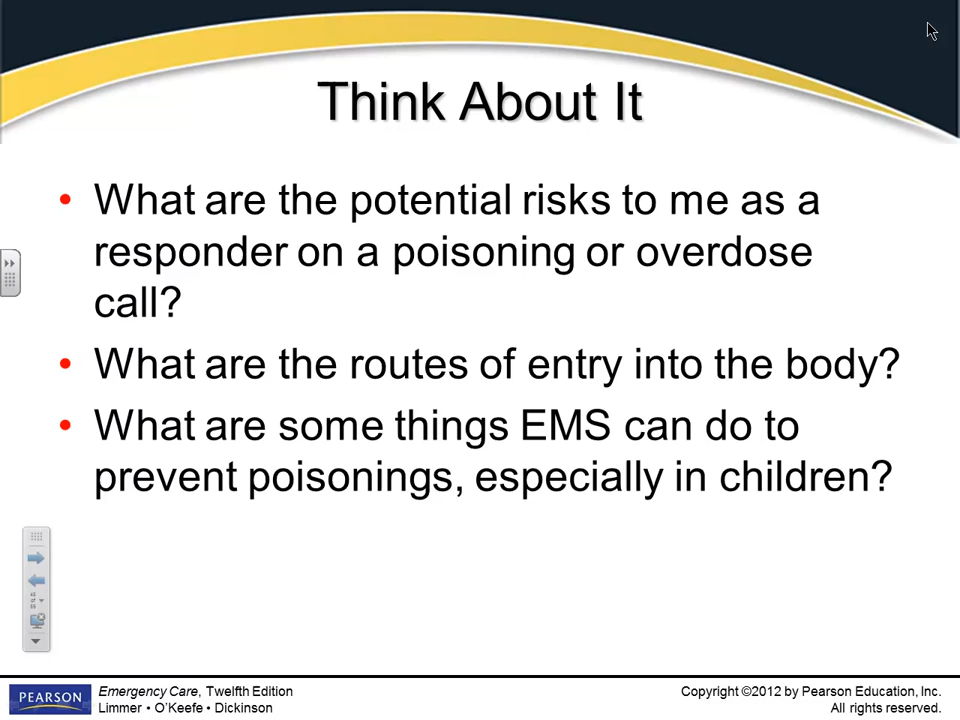 Think About It
• What are the potential risks to me as a
responder on a poisoning or overdose
call?
• What are the routes of entry into the body?
• What are some things EMS can do to
prevent poisonings, especially in children?
PEARSON
Emergency Care, Twelfth Edition
Limmer • O'Keefe • Dickinson
Copyright ©2012 by Pearson Education, Inc.
All rights reserved.